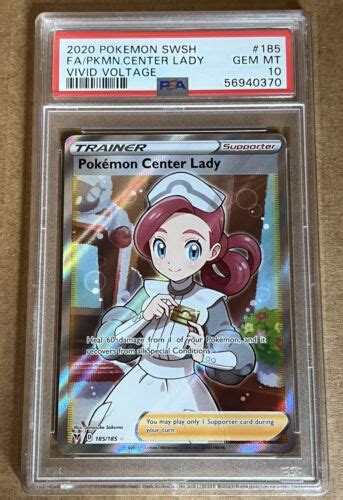 2020 POKEMON SWSH #185
FA/PKMN.CENTER LADY GEM MT
VIVID VOLTAGE 10
PSA 56940370
TRAINER Supporter
Pokémon Center Lady
Heal 60 damage from 1 of your Pokémon, and it
recovers from all Special Conditions.
You may play only 1 Supporter card during
your turn.
Sakuma
D 185/185